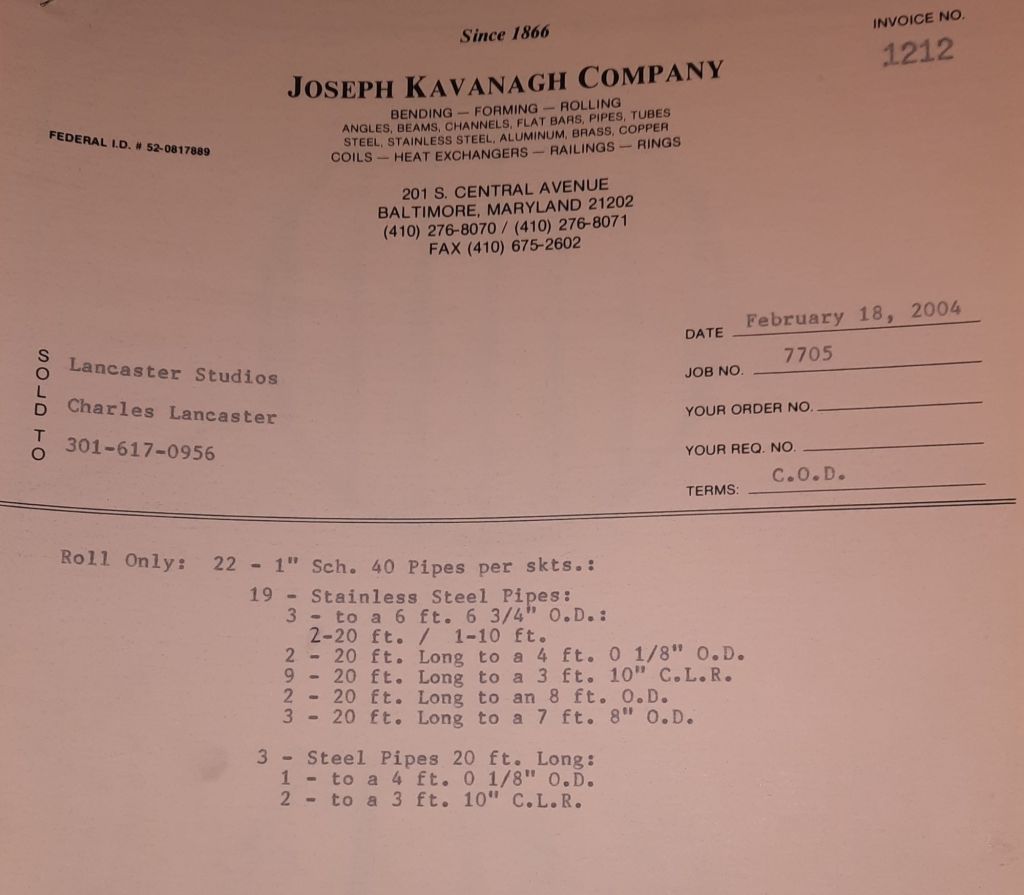 Since 1866
INVOICE NO.
1212
JOSEPH KAVANAGH COMPANY
BENDING — FORMING — ROLLING
ANGLES, BEAMS, CHANNELS, FLAT BARS, PIPES, TUBES
STEEL, STAINLESS STEEL, ALUMINUM, BRASS, COPPER
COILS — HEAT EXCHANGERS — RAILINGS — RINGS
FEDERAL I.D. # 52-0817889
201 S. CENTRAL AVENUE
BALTIMORE, MARYLAND 21202
(410) 276-8070 / (410) 276-8071
FAX (410) 675-2602
DATE February 18, 2004
JOB NO. 7705
YOUR ORDER NO.
YOUR REQ. NO.
TERMS: C.O.D.
SOLD TO
Lancaster Studios
Charles Lancaster
301-617-0956
Roll Only: 22 - 1" Sch. 40 Pipes per skts.:
19 - Stainless Steel Pipes:
3 - to a 6 ft. 6 3/4" O.D.:
2-20 ft. / 1-10 ft.
2 - 20 ft. Long to a 4 ft. 0 1/8" O.D.
9 - 20 ft. Long to a 3 ft. 10" C.L.R.
2 - 20 ft. Long to an 8 ft. O.D.
3 - 20 ft. Long to a 7 ft. 8" O.D.
3 - Steel Pipes 20 ft. Long:
1 - to a 4 ft. 0 1/8" O.D.
2 - to a 3 ft. 10" C.L.R.